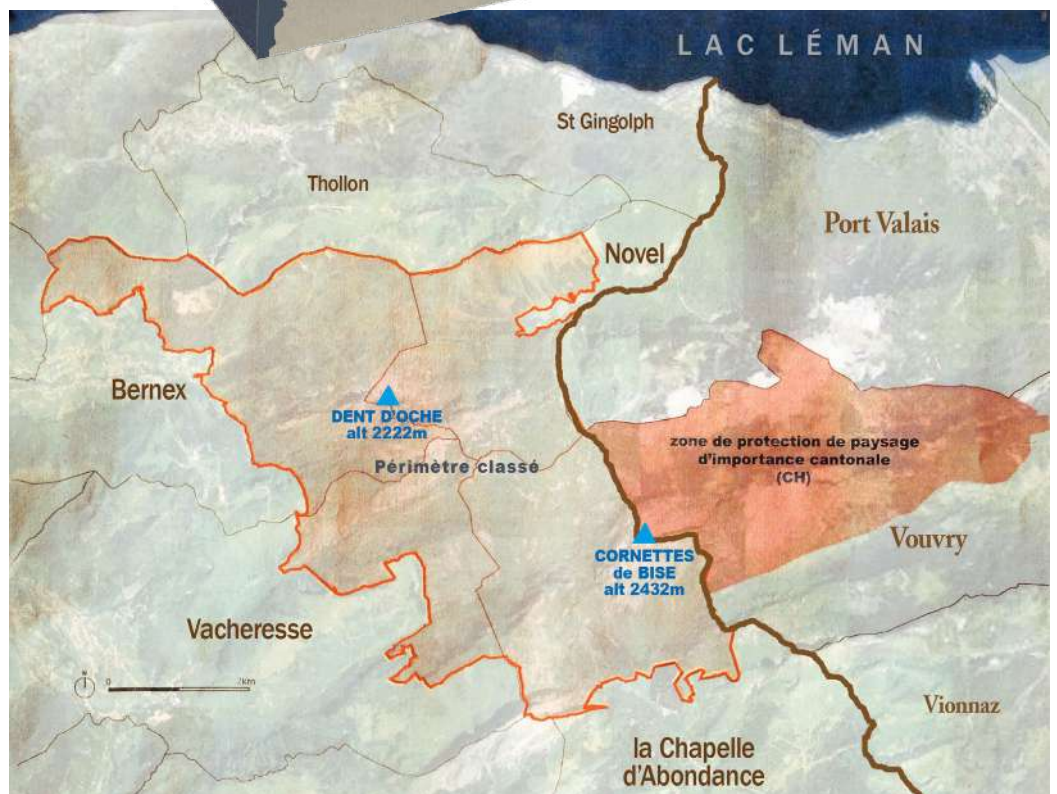 LAC LÉMAN
St Gingolph
Thollon
Port Valais
Novel
Bernex
DENT D'OCHE
alt 2222m
Périmètre classé
zone de protection de paysage
d'importance cantonale
(CH)
Vouvry
CORNETTES
de BISE
alt 2432m
Vacheresse
N
0 2km
Vionnaz
la Chapelle
d'Abondance